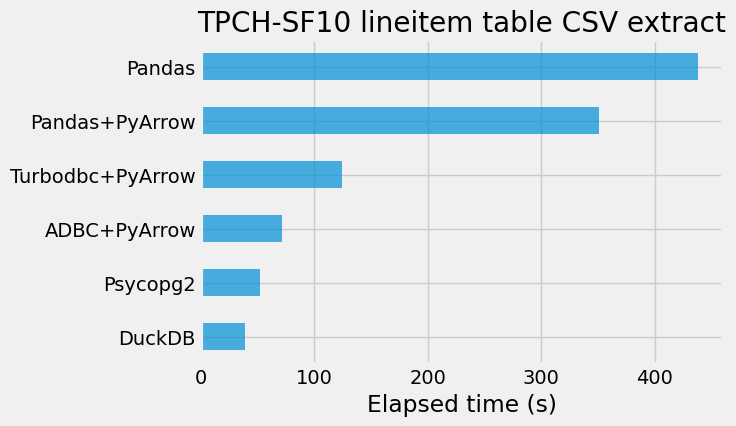 TPCH-SF10 lineitem table CSV extract
Pandas
Pandas+PyArrow
Turbodbc+PyArrow
ADBC+PyArrow
Psycopg2
DuckDB
0 100 200 300 400
Elapsed time (s)